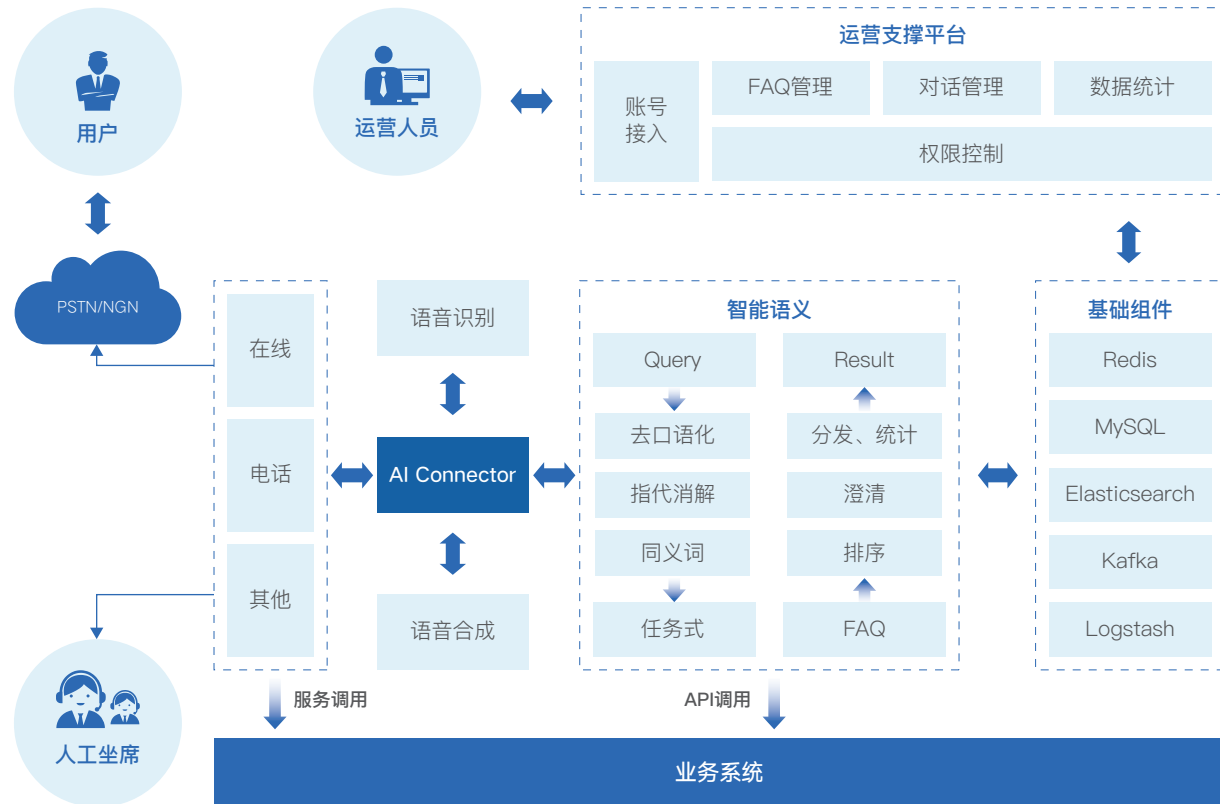 用户
运营人员
运营支撑平台
账号
接入
FAQ管理
对话管理
数据统计
权限控制
PSTN/NGN
在线
电话
其他
语音识别
AI Connector
语音合成
智能语义
Query
去口语化
指代消解
同义词
任务式
Result
分发、统计
澄清
排序
FAQ
基础组件
Redis
MySQL
Elasticsearch
Kafka
Logstash
人工坐席
服务调用
API调用
业务系统